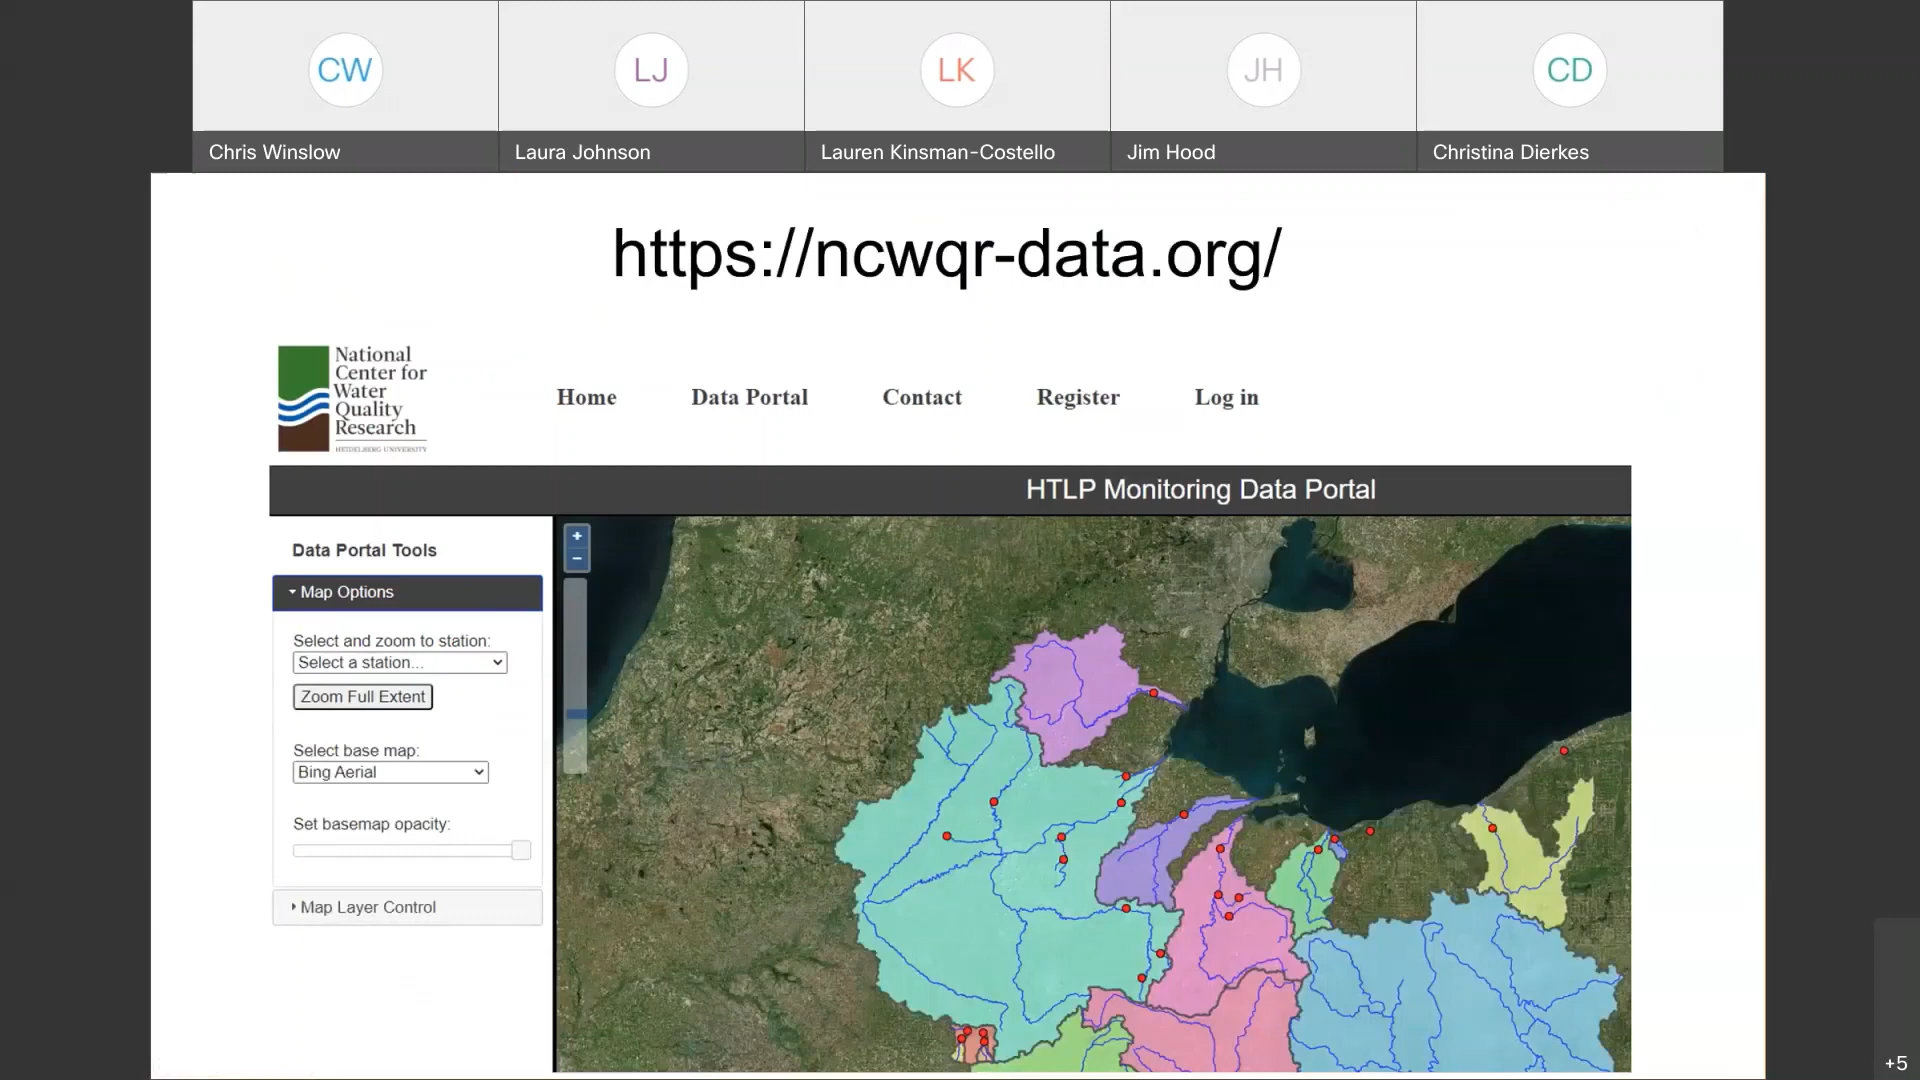 CW
LJ
LK
JH
CD
Chris Winslow
Laura Johnson
Lauren Kinsman-Costello
Jim Hood
Christina Dierkes
https://ncwqr-data.org/
National
Center for
Water
Quality
Research
HEIDELBERG UNIVERSITY
Home
Data Portal
Contact
Register
Log in
HTLP Monitoring Data Portal
Data Portal Tools
Map Options
Select and zoom to station:
Select a station...
Zoom Full Extent
Select base map:
Bing Aerial
Set basemap opacity:
Map Layer Control
+
−
+5